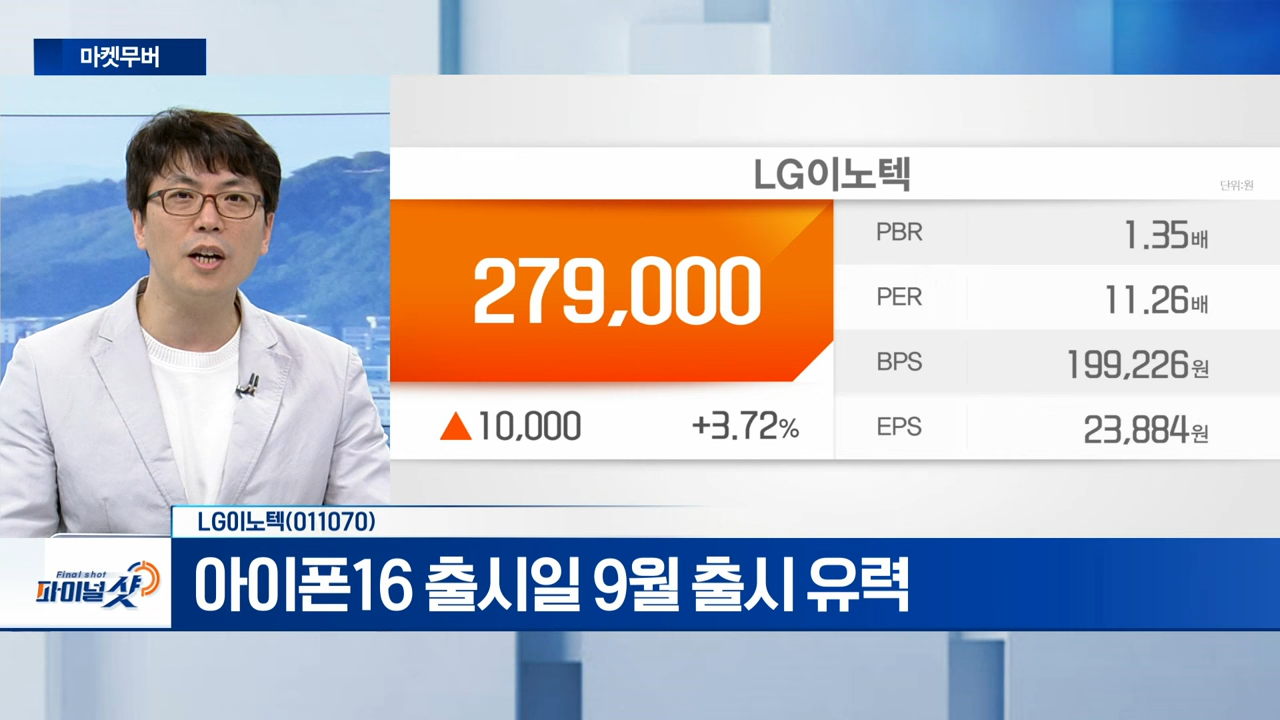 마켓무버
LG이노텍
단위:원
279,000
▲10,000 +3.72%
PBR 1.35배
PER 11.26배
BPS 199,226원
EPS 23,884원
LG이노텍(011070)
Final shot
파이널샷
아이폰16 출시일 9월 출시 유력